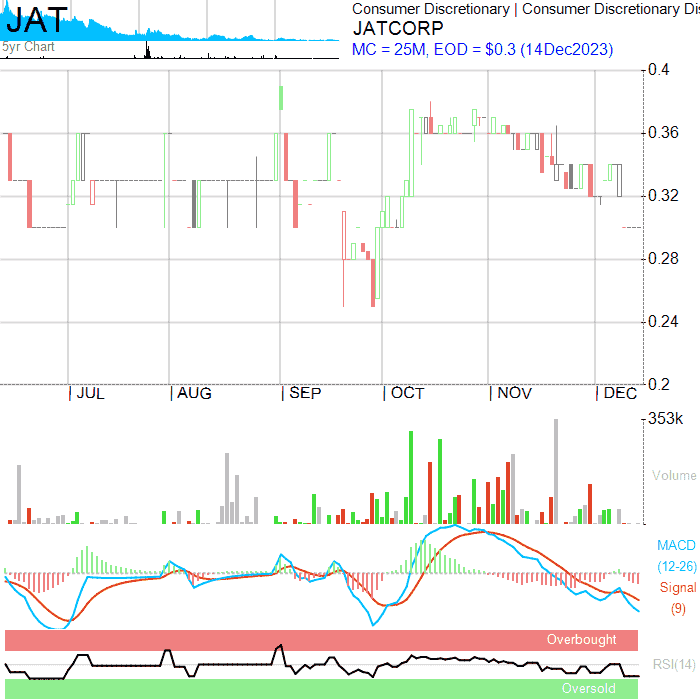 JAT
5yr Chart
Consumer Discretionary | Consumer Discretionary Dis
JATCORP
MC = 25M, EOD = $0.3 (14Dec2023)
0.4
0.36
0.32
0.28
0.24
0.2
JUL AUG SEP OCT NOV DEC
353k
Volume
MACD
(12-26)
Signal
(9)
Overbought
RSI(14)
Oversold